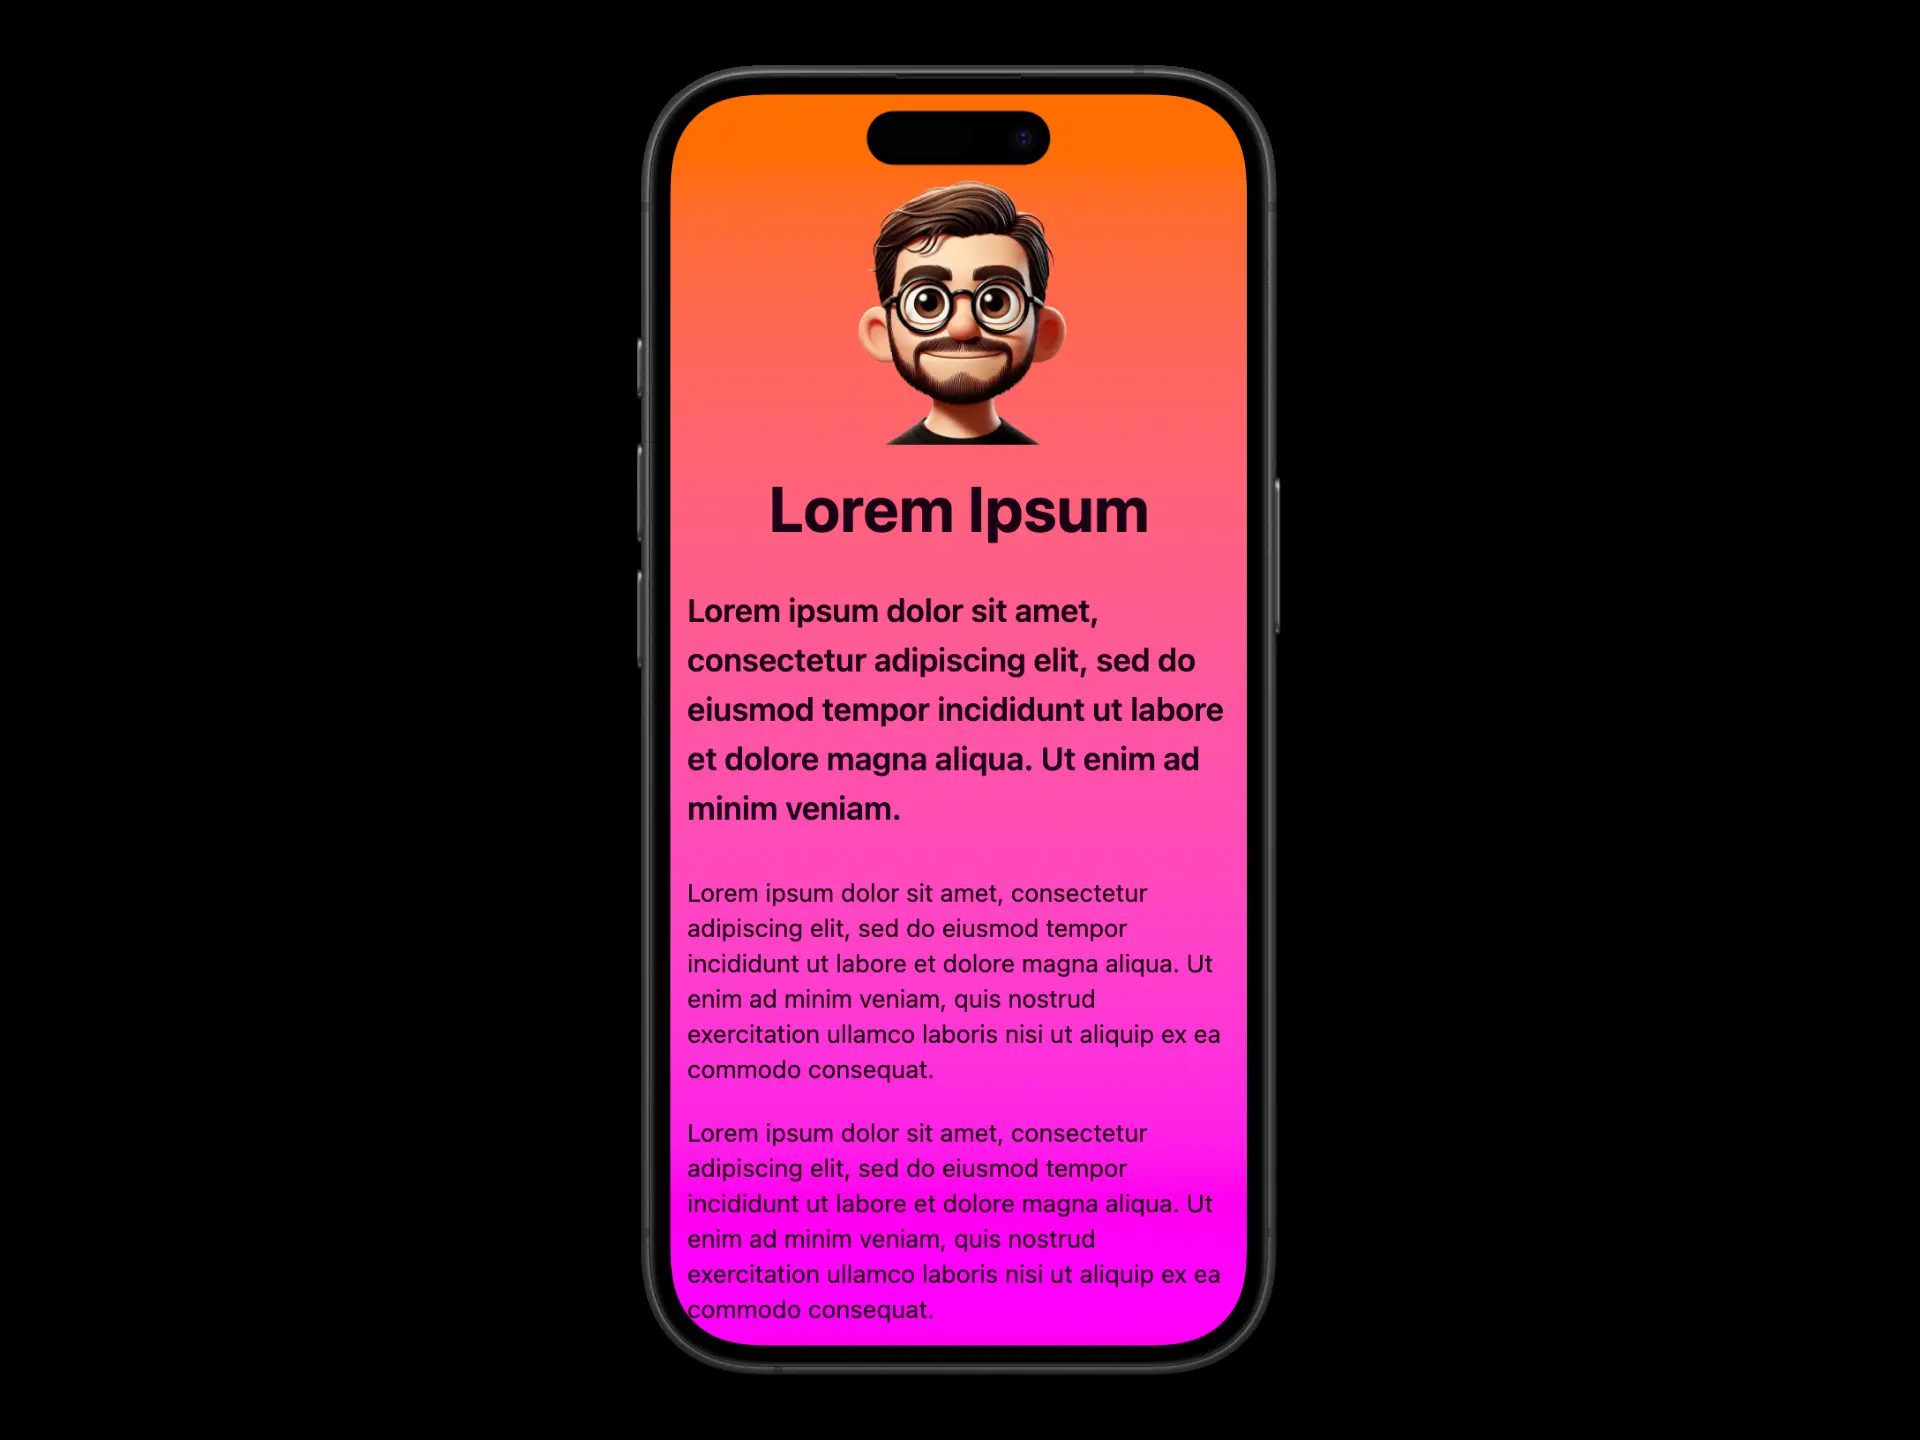 Lorem Ipsum
Lorem ipsum dolor sit amet,
consectetur adipiscing elit, sed do
eiusmod tempor incididunt ut labore
et dolore magna aliqua. Ut enim ad
minim veniam.
Lorem ipsum dolor sit amet, consectetur
adipiscing elit, sed do eiusmod tempor
incididunt ut labore et dolore magna aliqua. Ut
enim ad minim veniam, quis nostrud
exercitation ullamco laboris nisi ut aliquip ex ea
commodo consequat.
Lorem ipsum dolor sit amet, consectetur
adipiscing elit, sed do eiusmod tempor
incididunt ut labore et dolore magna aliqua. Ut
enim ad minim veniam, quis nostrud
exercitation ullamco laboris nisi ut aliquip ex ea
commodo consequat.